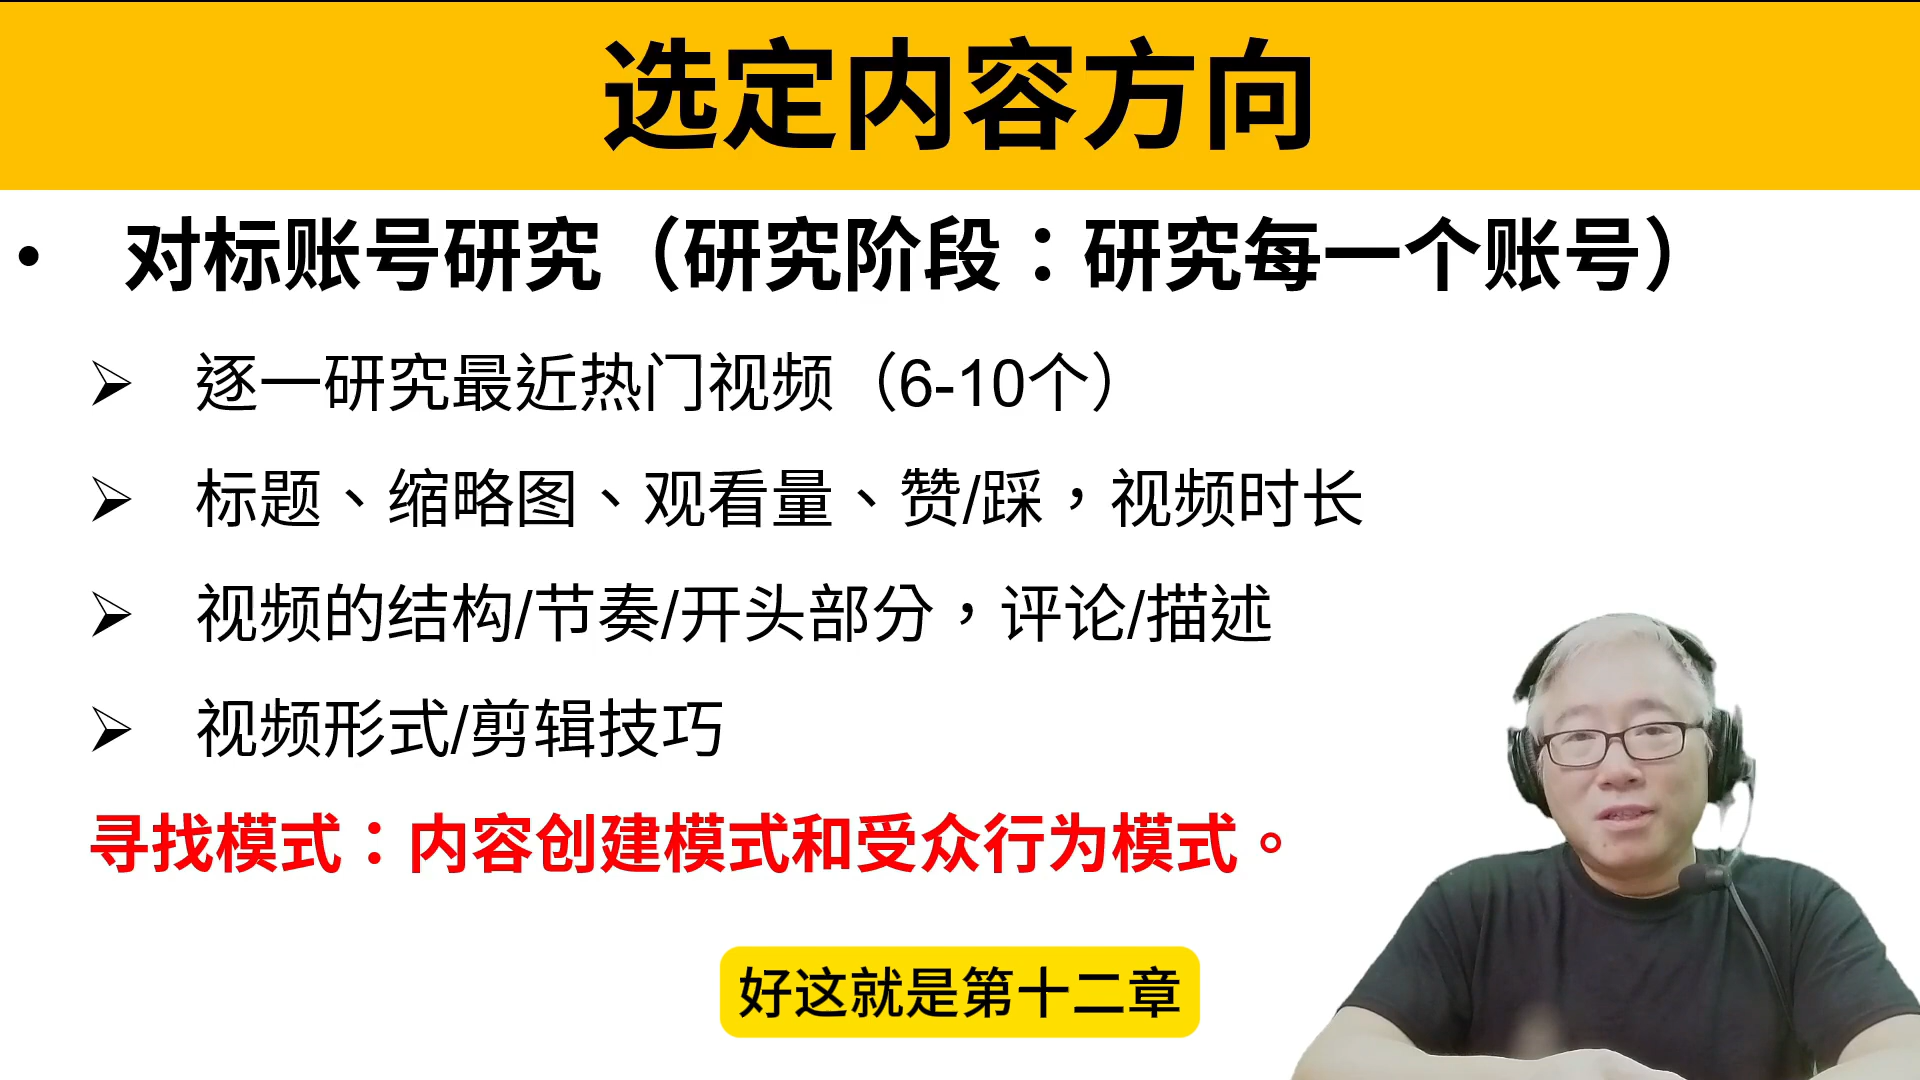 选定内容方向
• 对标账号研究（研究阶段：研究每一个账号）
➢ 逐一研究最近热门视频（6-10个）
➢ 标题、缩略图、观看量、赞/踩，视频时长
➢ 视频的结构/节奏/开头部分，评论/描述
➢ 视频形式/剪辑技巧
寻找模式：内容创建模式和受众行为模式。
好这就是第十二章